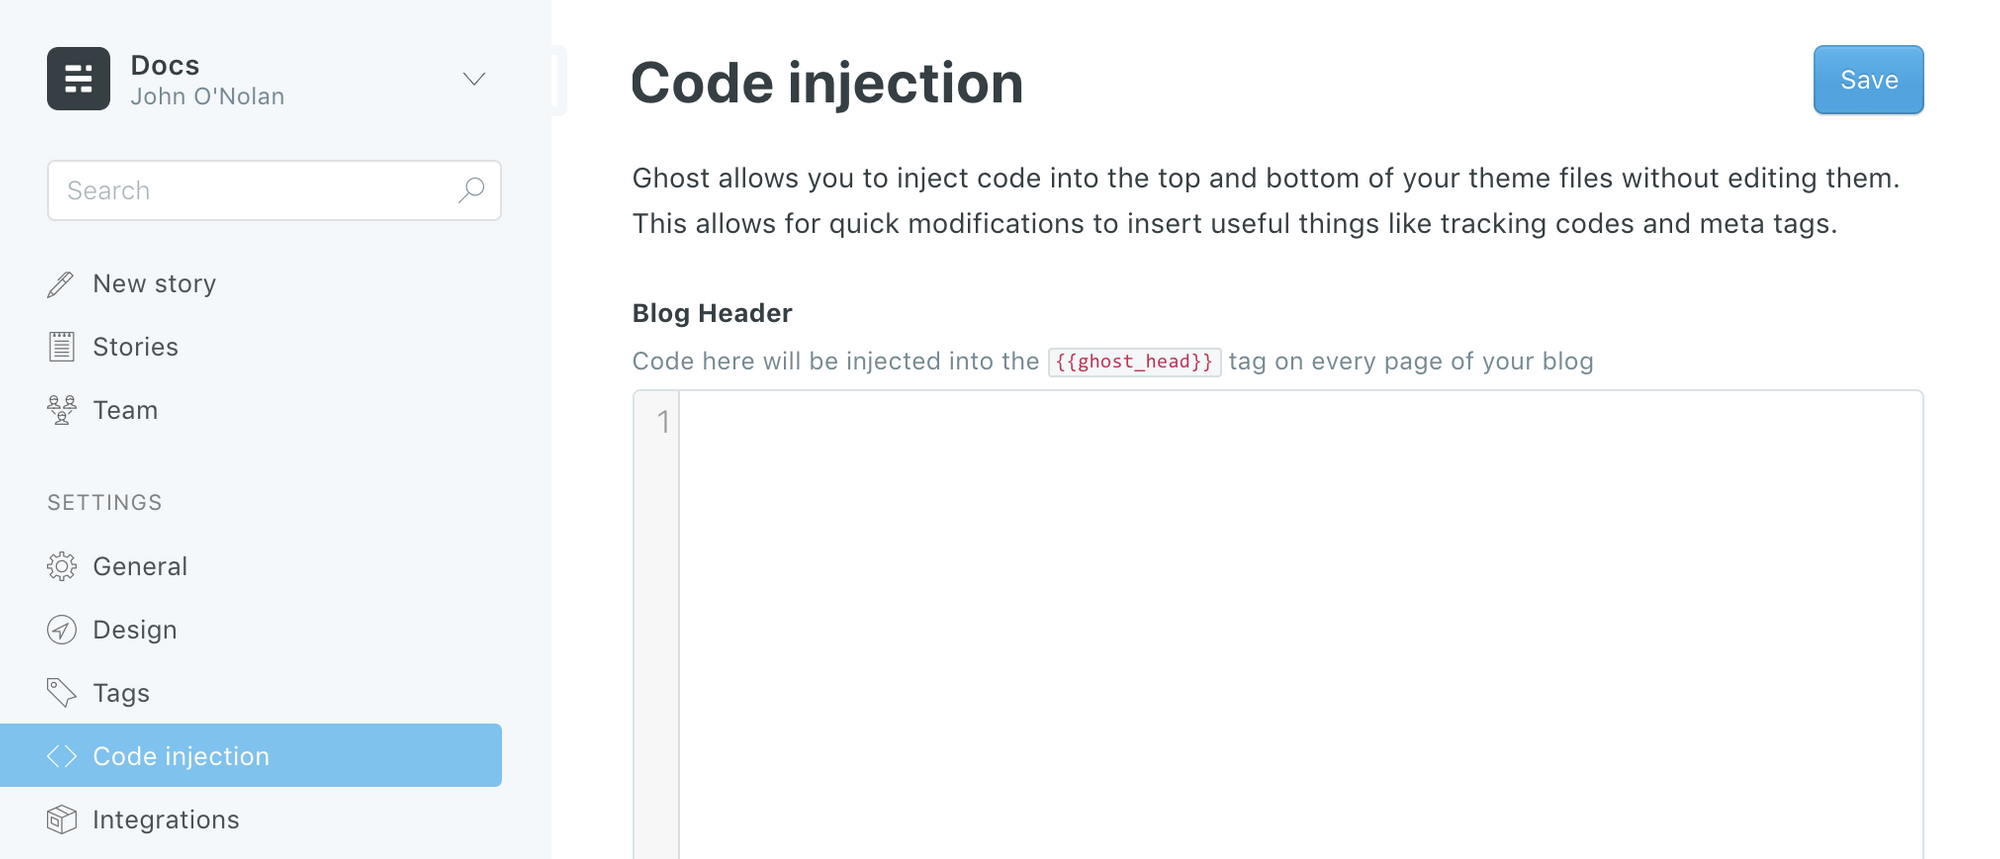 Docs
John O'Nolan
Search
New story
Stories
Team
SETTINGS
General
Design
Tags
Code injection
Integrations
Code injection
Save
Ghost allows you to inject code into the top and bottom of your theme files without editing them.
This allows for quick modifications to insert useful things like tracking codes and meta tags.
Blog Header
Code here will be injected into the {{ghost_head}} tag on every page of your blog
1